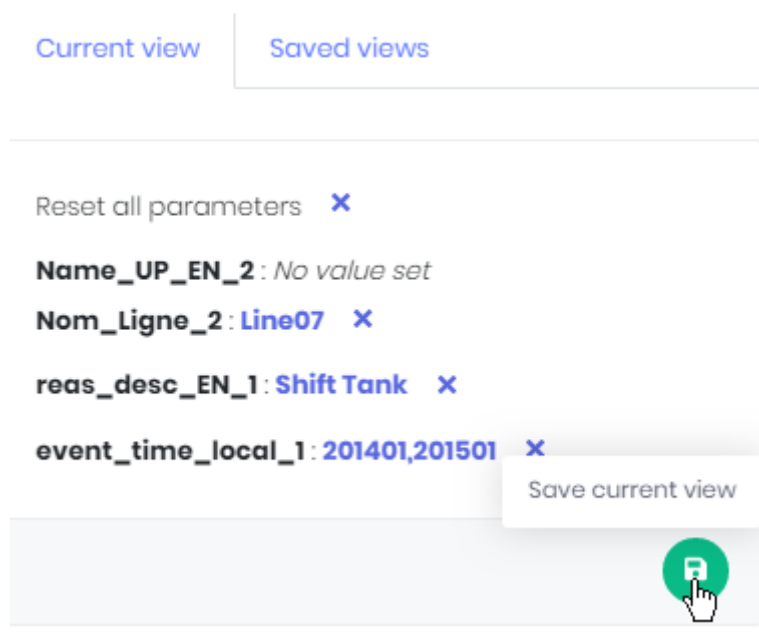 Current view Saved views
Reset all parameters ×
Name_UP_EN_2 : No value set
Nom_Ligne_2 : Line07 ×
reas_desc_EN_1 : Shift Tank ×
event_time_local_1 : 201401,201501 ×
Save current view